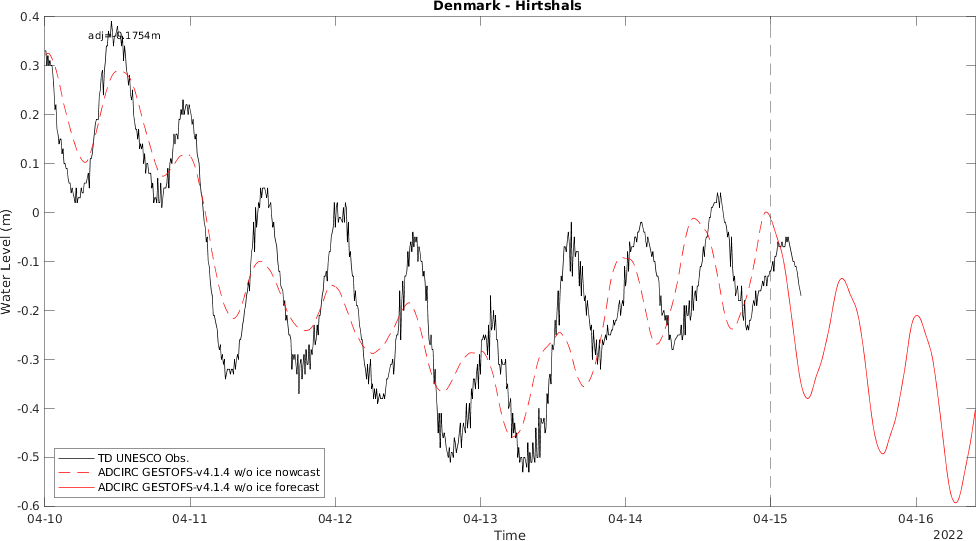 Denmark - Hirtshals
adj=-0.1754m
Water Level (m)
0.4
0.3
0.2
0.1
0
-0.1
-0.2
-0.3
-0.4
-0.5
-0.6
TD UNESCO Obs.
ADCIRC GESTOFS-v4.1.4 w/o ice nowcast
ADCIRC GESTOFS-v4.1.4 w/o ice forecast
04-10 04-11 04-12 04-13 04-14 04-15 04-16
Time
2022